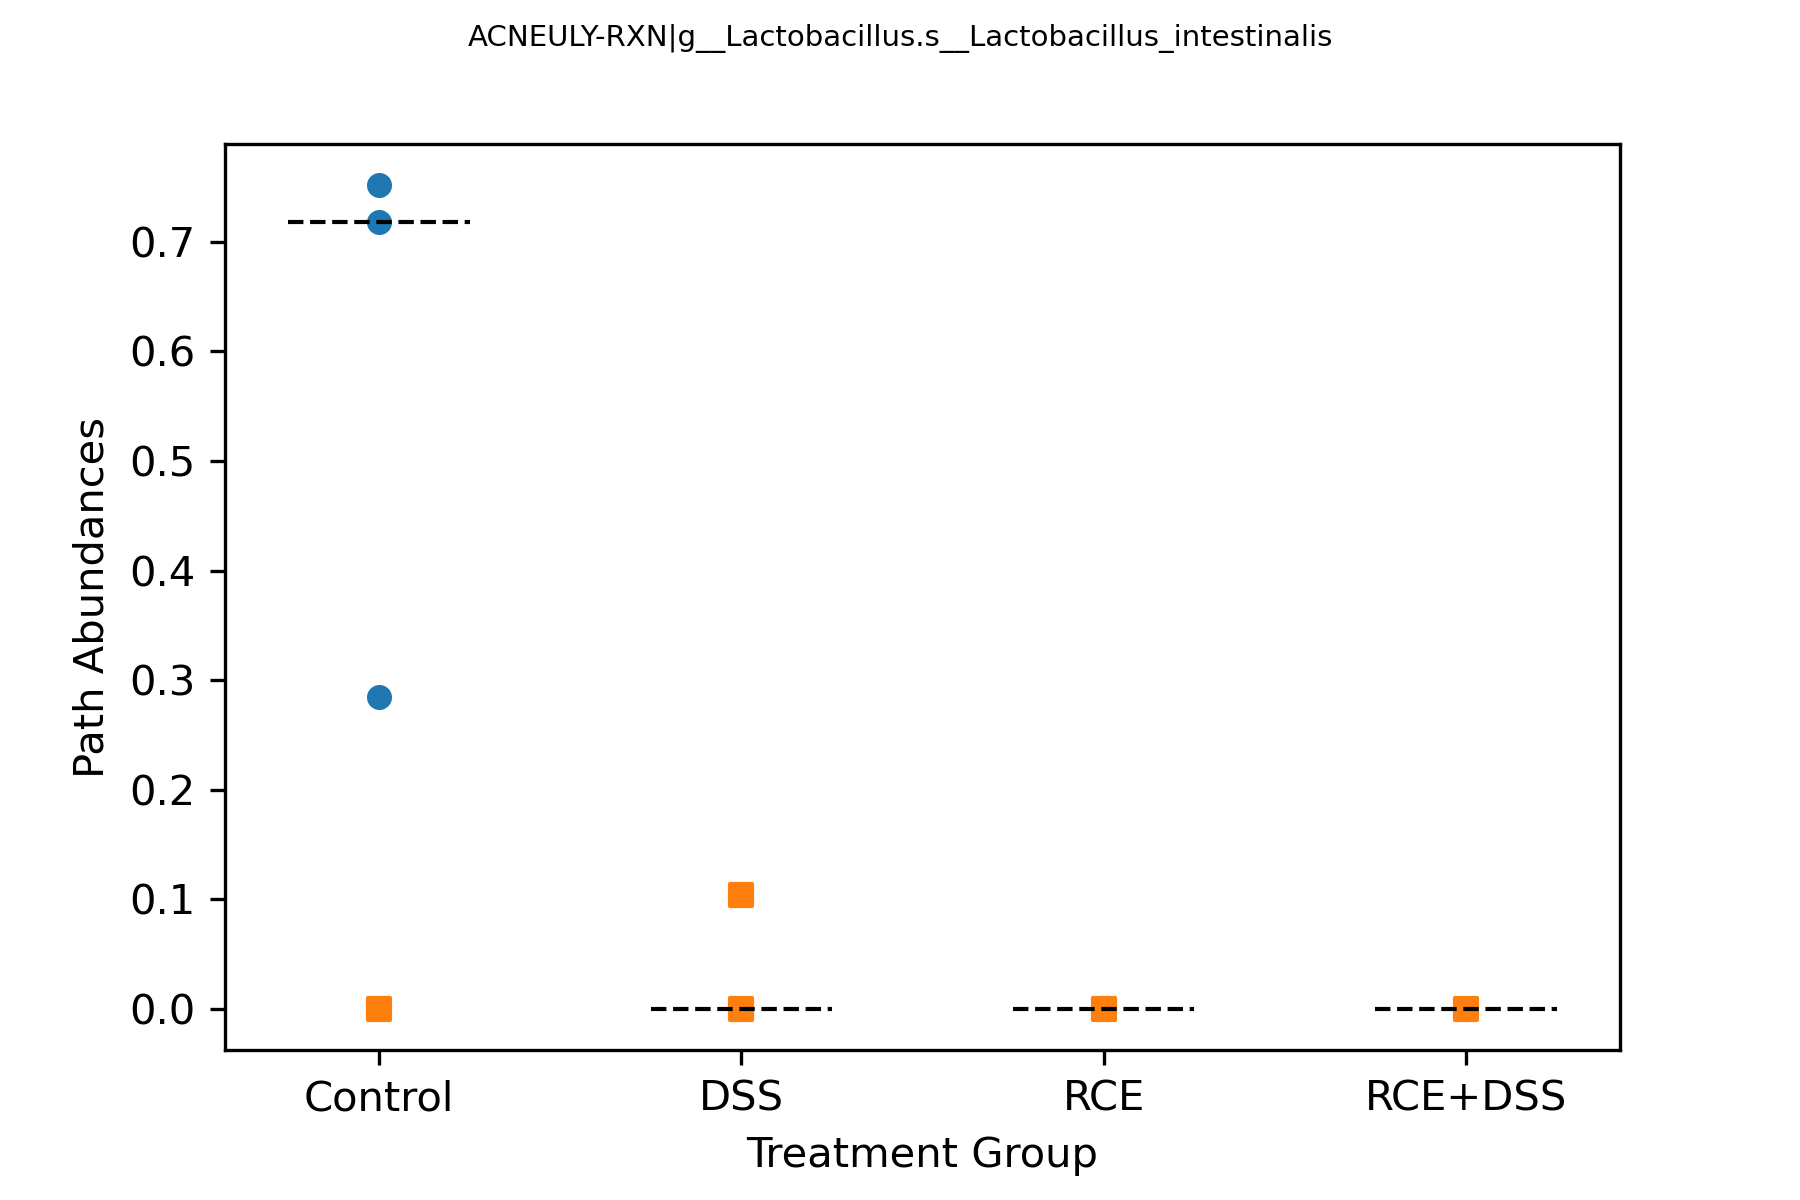 ACNEULY-RXN|g__Lactobacillus.s__Lactobacillus_intestinalis
Path Abundances
0.7
0.6
0.5
0.4
0.3
0.2
0.1
0.0
Control DSS RCE RCE+DSS
Treatment Group